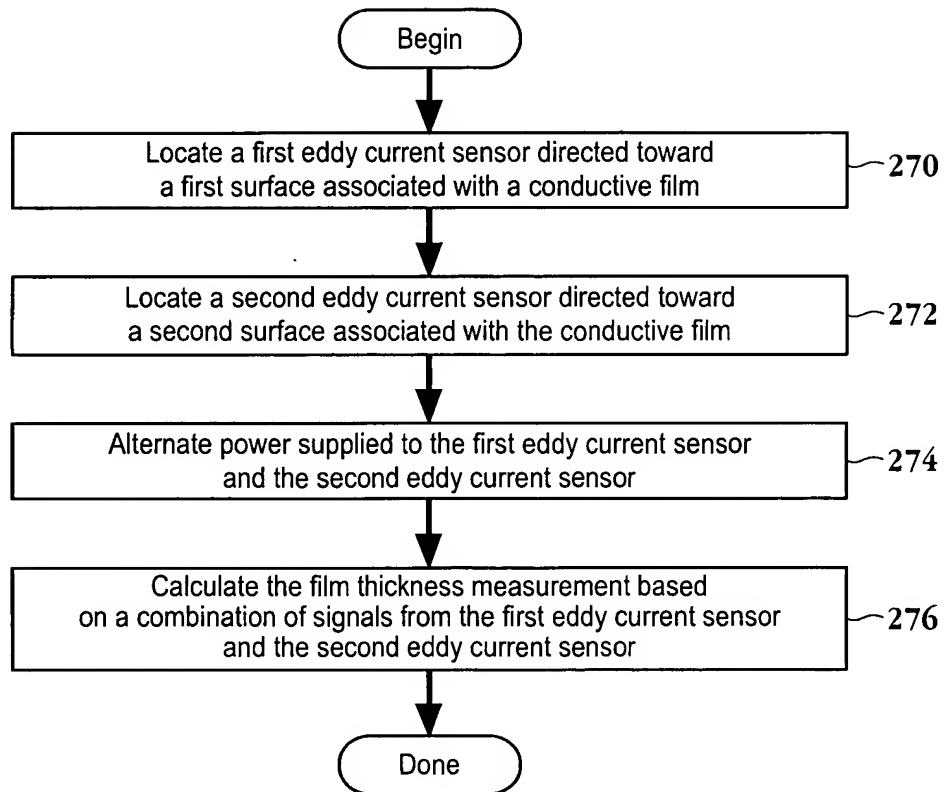 Begin
Locate a first eddy current sensor directed toward
a first surface associated with a conductive film
270
Locate a second eddy current sensor directed toward
a second surface associated with the conductive film
272
Alternate power supplied to the first eddy current sensor
and the second eddy current sensor
274
Calculate the film thickness measurement based
on a combination of signals from the first eddy current sensor
and the second eddy current sensor
276
Done